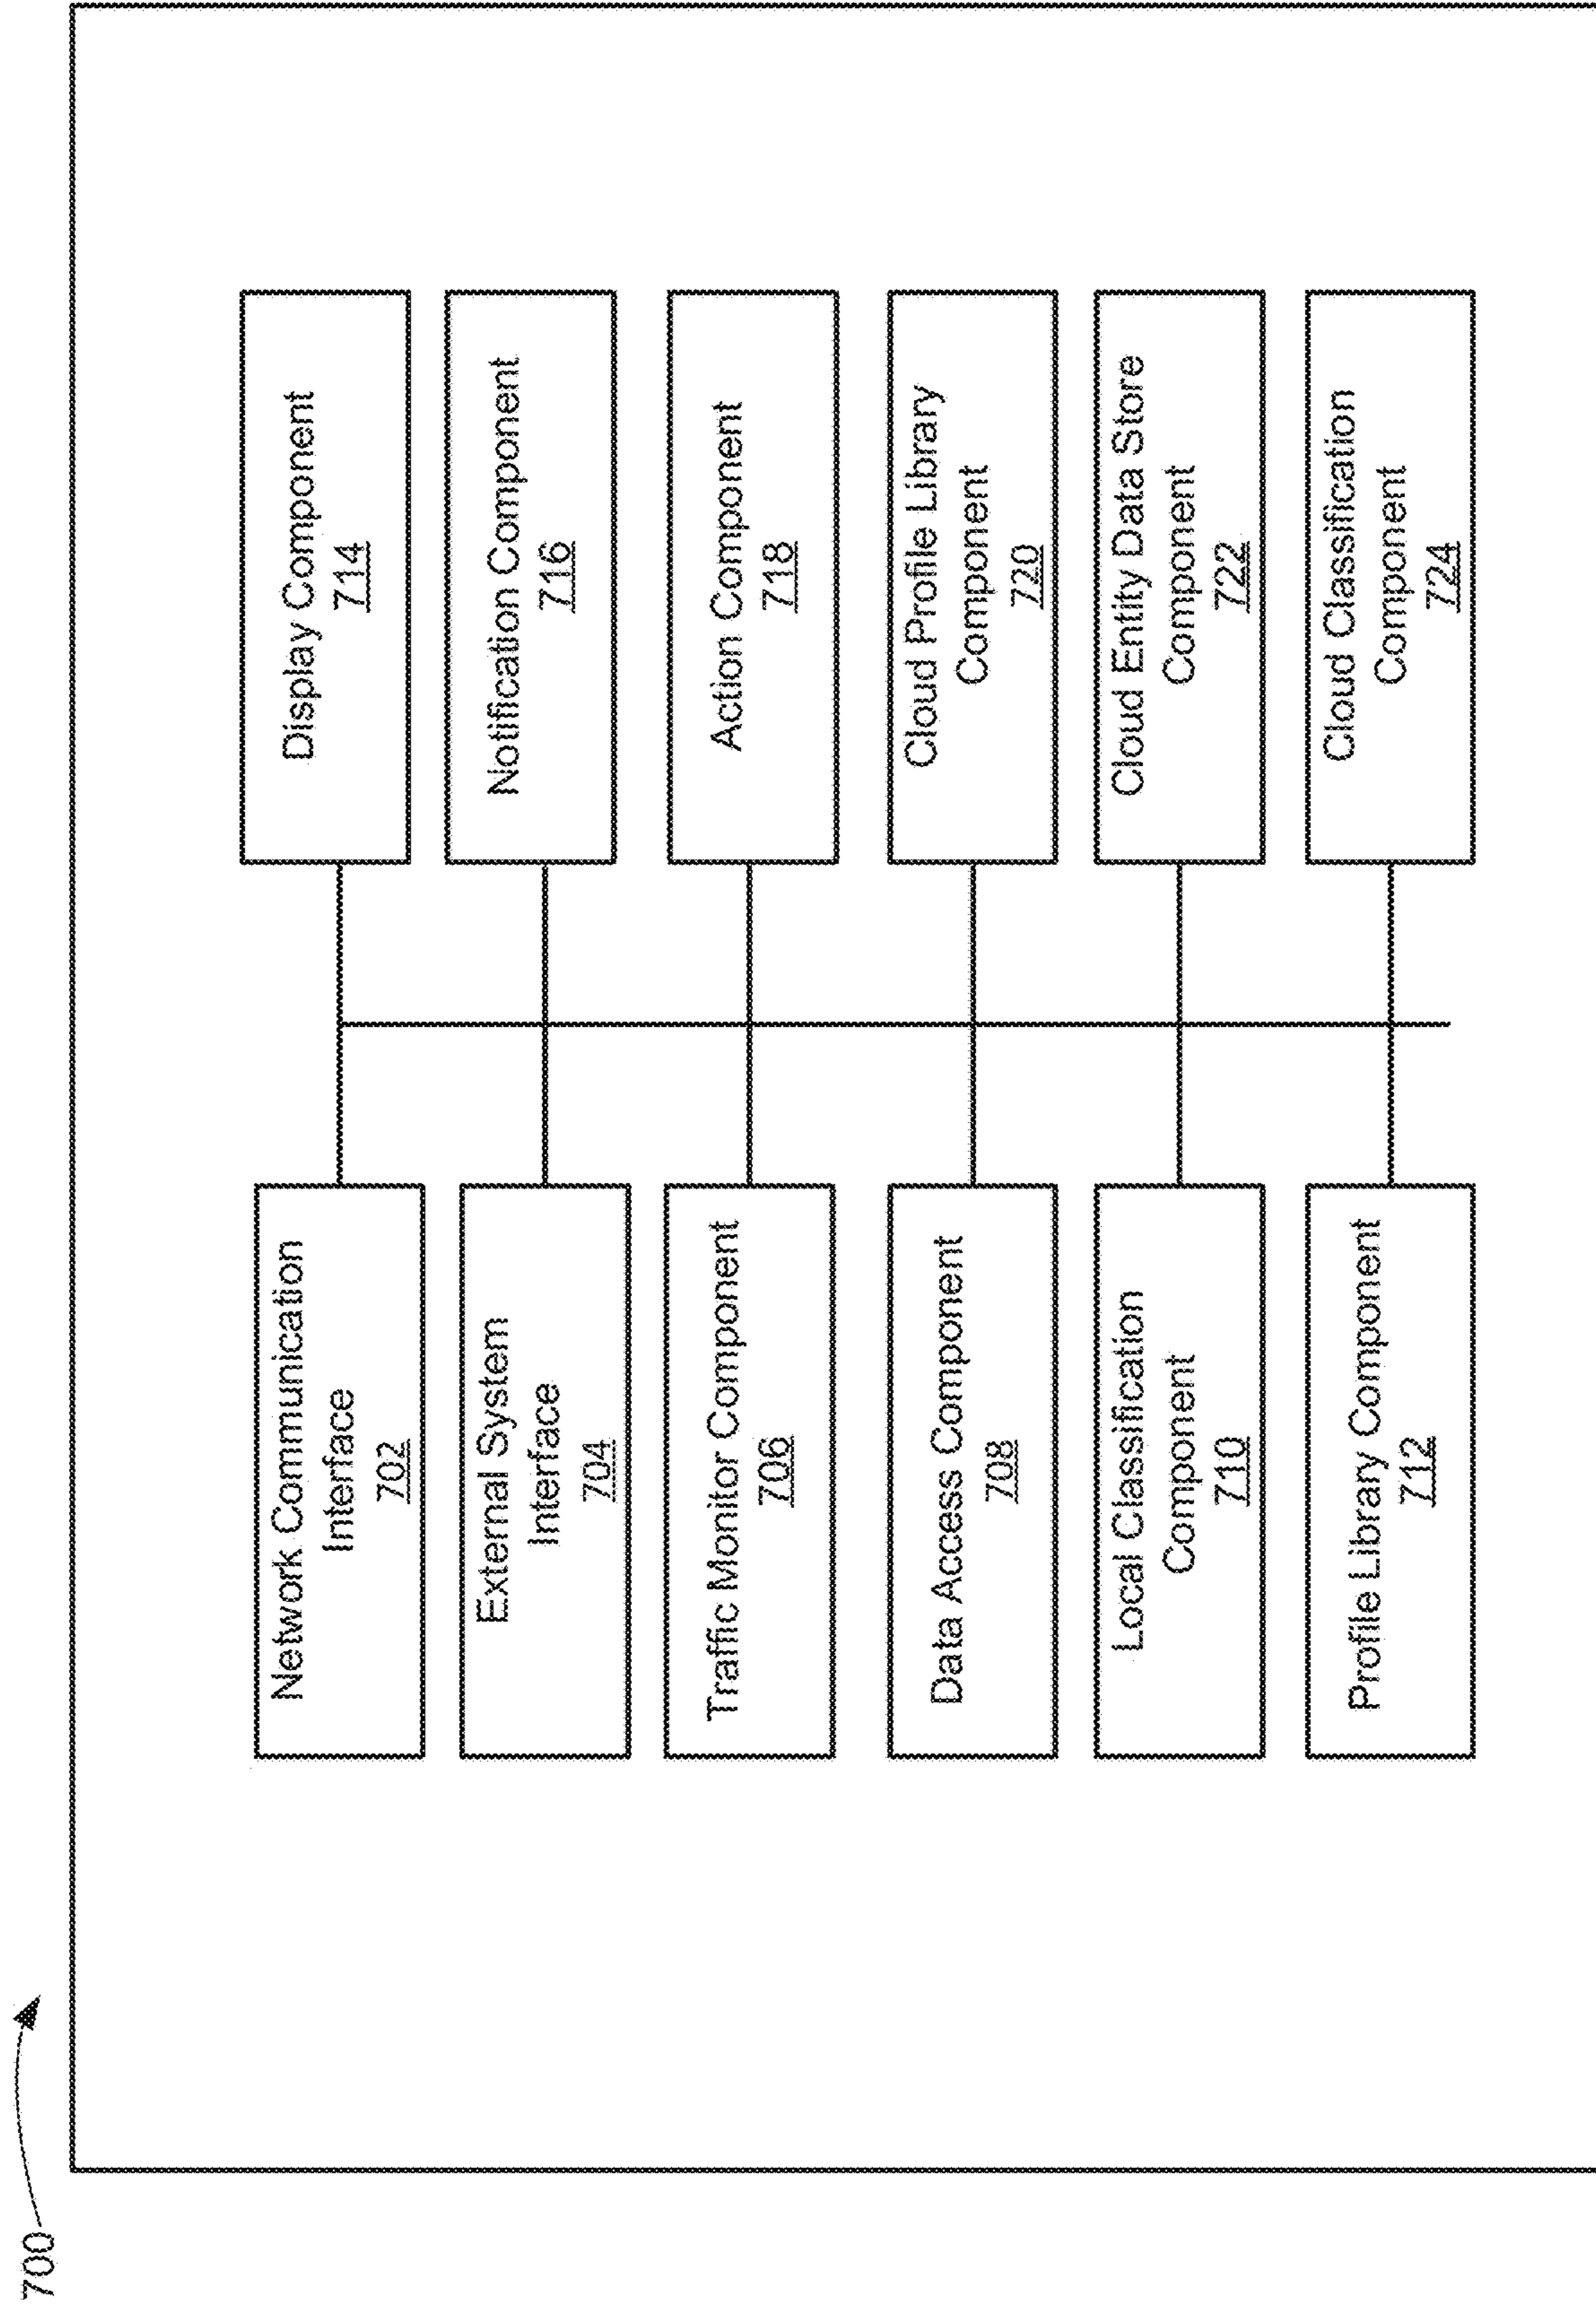 700
Network Communication
Interface
702
External System
Interface
704
Traffic Monitor Component
706
Data Access Component
708
Local Classification
Component
710
Profile Library Component
712
Display Component
714
Notification Component
716
Action Component
718
Cloud Profile Library
Component
720
Cloud Entity Data Store
Component
722
Cloud Classification
Component
724